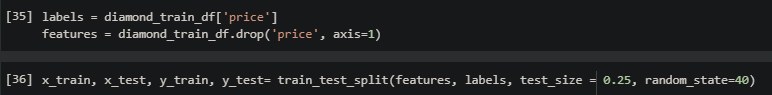 [35] labels = diamond_train_df['price']
features = diamond_train_df.drop('price', axis=1)
[36] x_train, x_test, y_train, y_test= train_test_split(features, labels, test_size = 0.25, random_state=40)